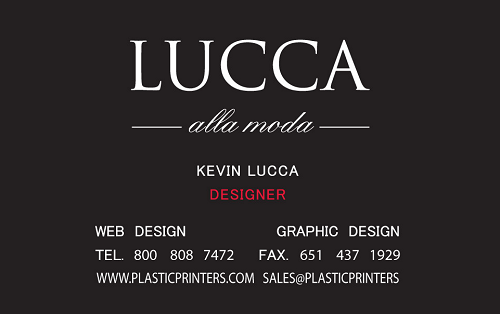 LUCCA
alla moda
KEVIN LUCCA
DESIGNER
WEB DESIGN GRAPHIC DESIGN
TEL. 800 808 7472 FAX. 651 437 1929
WWW.PLASTICPRINTERS.COM SALES@PLASTICPRINTERS